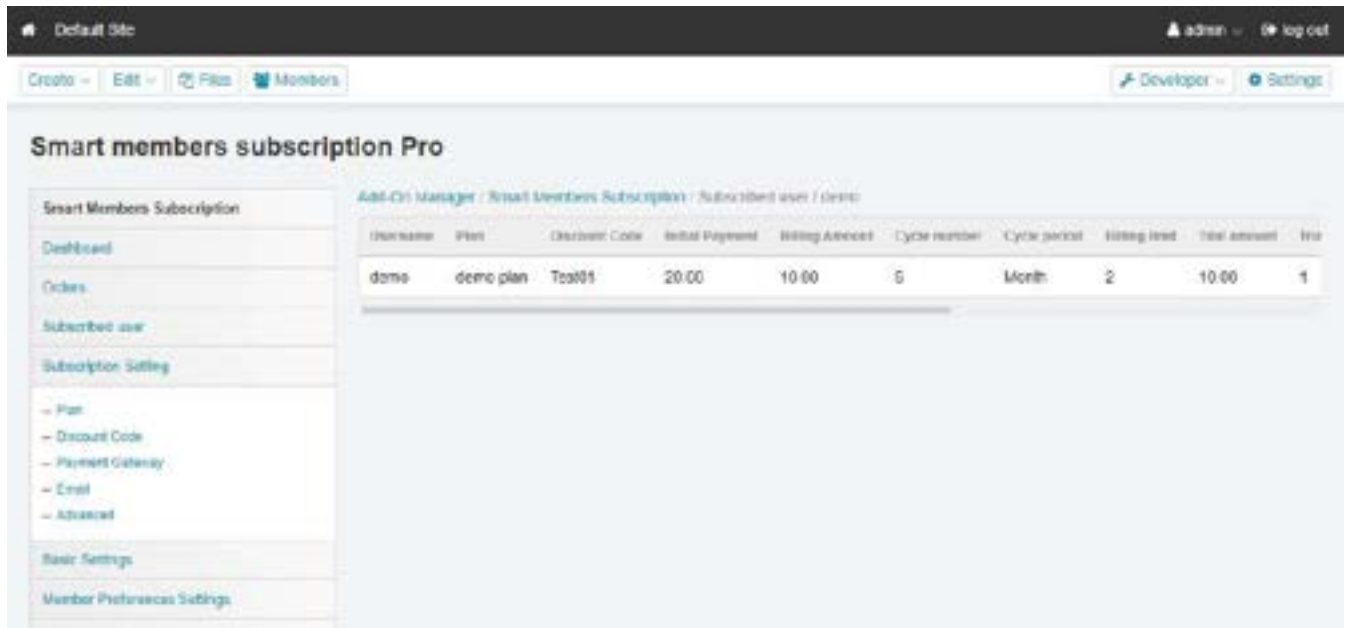 Default Site admin log out
Create Edit Files Members Developer Settings
Smart members subscription Pro
Smart Members Subscription
Dashboard
Orders
Subscribed user
Subscription Setting
– Plan
– Discount Code
– Payment Gateway
– Email
– Advanced
Basic Settings
Member Preferences Settings
Add-On Manager / Smart Members Subscription / Subscribed user / demo
Username Plan Discount Code Initial Payment Billing Amount Cycle number Cycle period Billing limit Total amount
demo demo plan Test01 20.00 10.00 Month 2 10.00 1